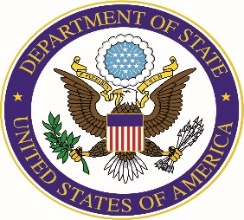 DEPARTMENT OF STATE
UNITED STATES OF AMERICA